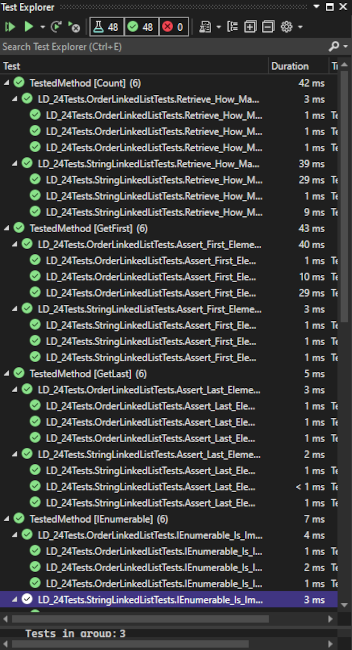 Test Explorer
48 48 0
Search Test Explorer (Ctrl+E)
Test Duration
TestedMethod [Count] (6) 42 ms
LD_24Tests.OrderLinkedListTests.Retrieve_How_Ma... 3 ms
LD_24Tests.OrderLinkedListTests.Retrieve_How_M... 1 ms Te
LD_24Tests.OrderLinkedListTests.Retrieve_How_M... 1 ms Te
LD_24Tests.OrderLinkedListTests.Retrieve_How_M... 1 ms Te
LD_24Tests.StringLinkedListTests.Retrieve_How_Ma... 39 ms
LD_24Tests.StringLinkedListTests.Retrieve_How_M... 29 ms Te
LD_24Tests.StringLinkedListTests.Retrieve_How_M... 1 ms Te
LD_24Tests.StringLinkedListTests.Retrieve_How_M... 9 ms Te
TestedMethod [GetFirst] (6) 43 ms
LD_24Tests.OrderLinkedListTests.Assert_First_Eleme... 40 ms
LD_24Tests.OrderLinkedListTests.Assert_First_Ele... 1 ms Te
LD_24Tests.OrderLinkedListTests.Assert_First_Ele... 10 ms Te
LD_24Tests.OrderLinkedListTests.Assert_First_Ele... 29 ms Te
LD_24Tests.StringLinkedListTests.Assert_First_Eleme... 3 ms
LD_24Tests.StringLinkedListTests.Assert_First_Ele... 1 ms Te
LD_24Tests.StringLinkedListTests.Assert_First_Ele... 1 ms Te
LD_24Tests.StringLinkedListTests.Assert_First_Ele... 1 ms Te
TestedMethod [GetLast] (6) 5 ms
LD_24Tests.OrderLinkedListTests.Assert_Last_Eleme... 3 ms
LD_24Tests.OrderLinkedListTests.Assert_Last_Ele... 1 ms Te
LD_24Tests.OrderLinkedListTests.Assert_Last_Ele... 1 ms Te
LD_24Tests.OrderLinkedListTests.Assert_Last_Ele... 1 ms Te
LD_24Tests.StringLinkedListTests.Assert_Last_Eleme... 2 ms
LD_24Tests.StringLinkedListTests.Assert_Last_Ele... 1 ms Te
LD_24Tests.StringLinkedListTests.Assert_Last_Ele... < 1 ms Te
LD_24Tests.StringLinkedListTests.Assert_Last_Ele... 1 ms Te
TestedMethod [IEnumerable] (6) 7 ms
LD_24Tests.OrderLinkedListTests.IEnumerable_Is_Im... 4 ms
LD_24Tests.OrderLinkedListTests.IEnumerable_Is_I... 1 ms Te
LD_24Tests.OrderLinkedListTests.IEnumerable_Is_I... 2 ms Te
LD_24Tests.OrderLinkedListTests.IEnumerable_Is_I... 1 ms Te
LD_24Tests.StringLinkedListTests.IEnumerable_Is_Im... 3 ms
Tests in group: 3